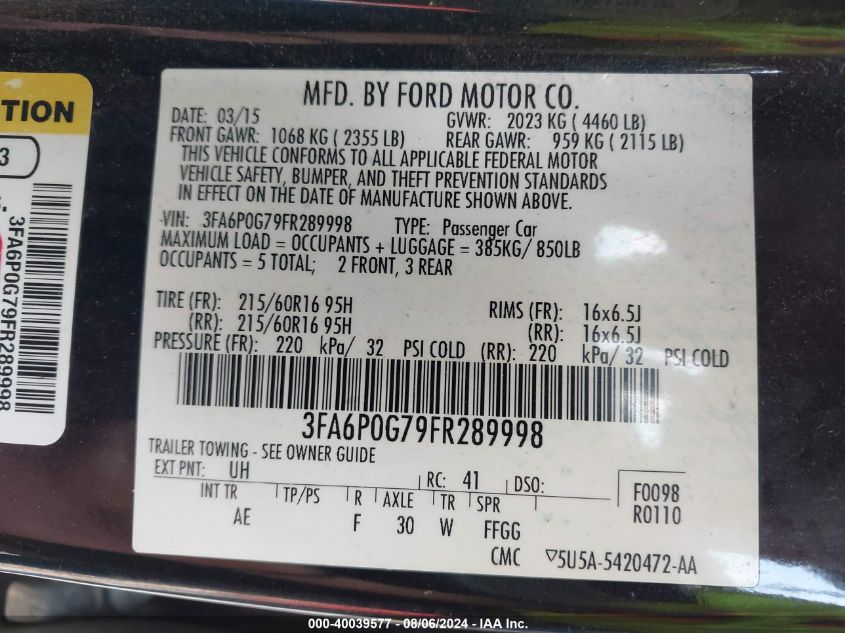 TION
3
3FA6P0G79FR289998
MFD. BY FORD MOTOR CO.
DATE: 03/15 GVWR: 2023 KG ( 4460 LB)
FRONT GAWR: 1068 KG ( 2355 LB) REAR GAWR: 959 KG ( 2115 LB)
THIS VEHICLE CONFORMS TO ALL APPLICABLE FEDERAL MOTOR
VEHICLE SAFETY, BUMPER, AND THEFT PREVENTION STANDARDS
IN EFFECT ON THE DATE OF MANUFACTURE SHOWN ABOVE.
VIN: 3FA6P0G79FR289998 TYPE: Passenger Car
MAXIMUM LOAD = OCCUPANTS + LUGGAGE = 385KG/ 850LB
OCCUPANTS = 5 TOTAL; 2 FRONT, 3 REAR
TIRE (FR): 215/60R16 95H RIMS (FR): 16x6.5J
(RR): 215/60R16 95H (RR): 16x6.5J
PRESSURE (FR): 220 kPa/ 32 PSI COLD (RR): 220 kPa/ 32 PSI COLD
3FA6P0G79FR289998
TRAILER TOWING - SEE OWNER GUIDE
EXT PNT: UH RC: 41 DSO: F0098
INT TR TP/PS R AXLE TR SPR R0110
AE F 30 W FFGG
CMC ▽5U5A-5420472-AA
000-40039577 - 08/06/2024 - IAA Inc.